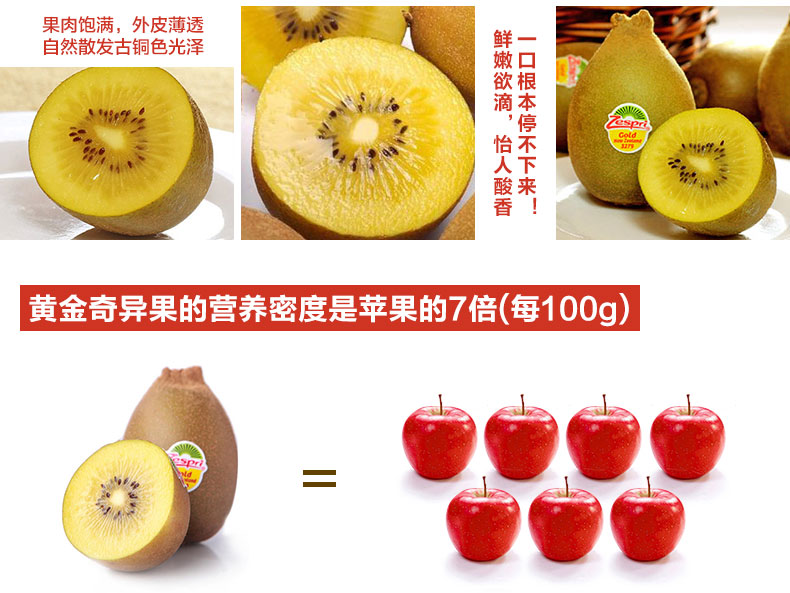 果肉饱满，外皮薄透
自然散发古铜色光泽
一口根本停不下来！
鲜嫩欲滴，怡人酸香
Zespri
Gold
New Zealand
3279
黄金奇异果的营养密度是苹果的7倍(每100g)
Zespri
Gold